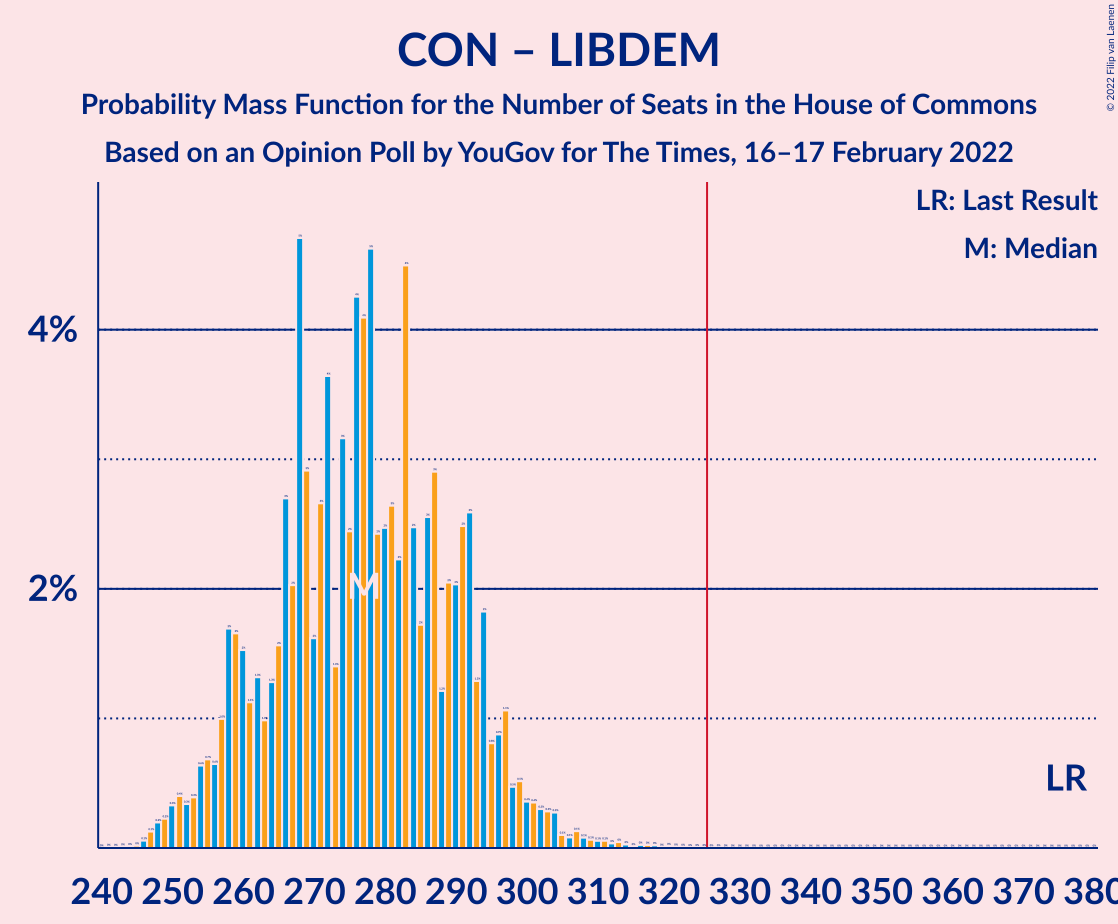 CON – LIBDEM
Probability Mass Function for the Number of Seats in the House of Commons
Based on an Opinion Poll by YouGov for The Times, 16–17 February 2022
© 2022 Filip van Laenen
LR: Last Result
M: Median
4%
2%
M
LR
240 250 260 270 280 290 300 310 320 330 340 350 360 370 380